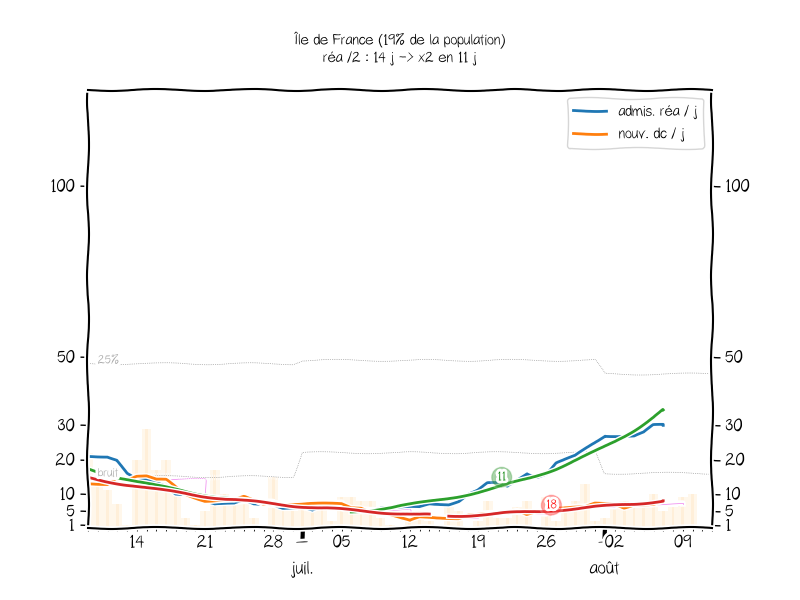 Île de France (19% de la population)
réa /2 : 14 j -> x2 en 11 j
admis. réa / j
nouv. dc / j
100 100
50 50
25%
30 30
20 20
bruit
11
10 10
18
5 5
1 1
14 21 28 05 12 19 26 02 09
juil. août